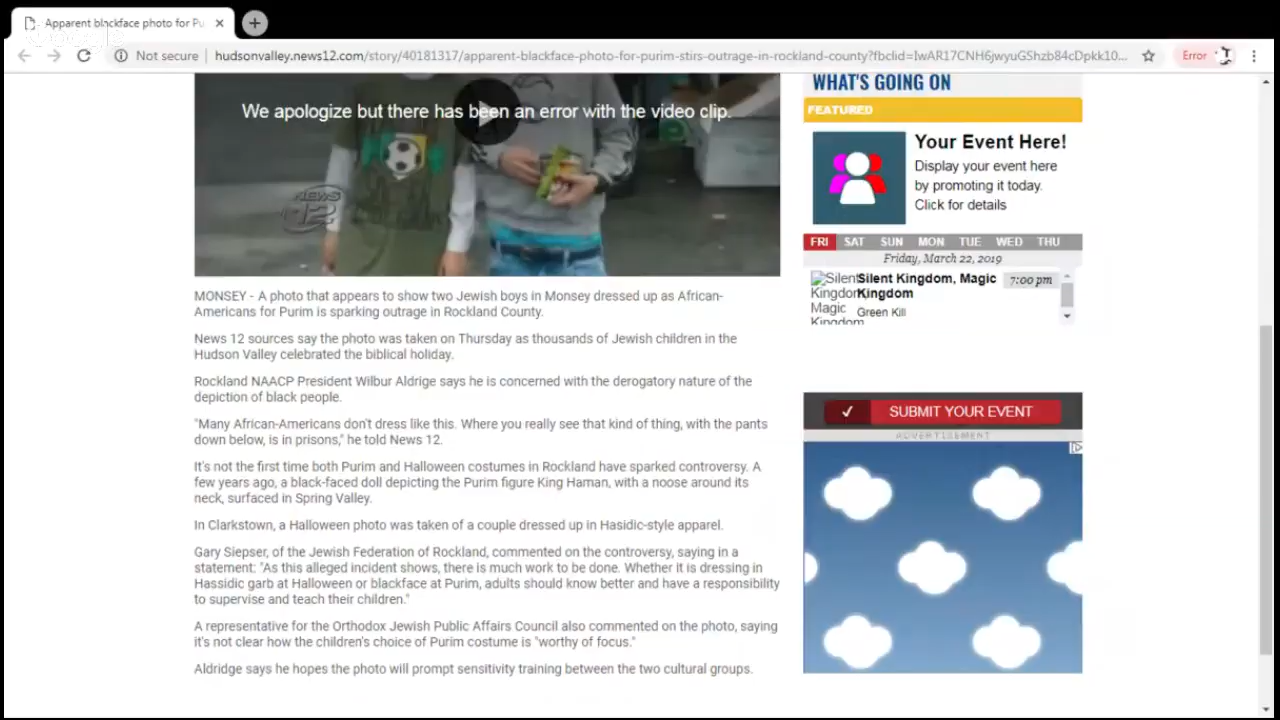 Apparent blackface photo for Pu
Not secure
hudsonvalley.news12.com/story/40181317/apparent-blackface-photo-for-purim-stirs-outrage-in-rockland-county?fbclid=IwAR17CNH6jwyuGShzb84cDpkk10...
Error
We apologize but there has been an error with the video clip.
NEWS
12
MONSEY - A photo that appears to show two Jewish boys in Monsey dressed up as African-
Americans for Purim is sparking outrage in Rockland County.
News 12 sources say the photo was taken on Thursday as thousands of Jewish children in the
Hudson Valley celebrated the biblical holiday.
Rockland NAACP President Wilbur Aldrige says he is concerned with the derogatory nature of the
depiction of black people.
"Many African-Americans don't dress like this. Where you really see that kind of thing, with the pants
down below, is in prisons," he told News 12.
It's not the first time both Purim and Halloween costumes in Rockland have sparked controversy. A
few years ago, a black-faced doll depicting the Purim figure King Haman, with a noose around its
neck, surfaced in Spring Valley.
In Clarkstown, a Halloween photo was taken of a couple dressed up in Hasidic-style apparel.
Gary Siepser, of the Jewish Federation of Rockland, commented on the controversy, saying in a
statement: "As this alleged incident shows, there is much work to be done. Whether it is dressing in
Hassidic garb at Halloween or blackface at Purim, adults should know better and have a responsibility
to supervise and teach their children."
A representative for the Orthodox Jewish Public Affairs Council also commented on the photo, saying
it's not clear how the children's choice of Purim costume is "worthy of focus."
Aldridge says he hopes the photo will prompt sensitivity training between the two cultural groups.
WHAT'S GOING ON
FEATURED
Your Event Here!
Display your event here
by promoting it today.
Click for details
FRI SAT SUN MON TUE WED THU
Friday, March 22, 2019
Silent
Kingdom,
Magic
Kingdom
Silent Kingdom, Magic
Kingdom
7:00 pm
Green Kill
SUBMIT YOUR EVENT
ADVERTISEMENT